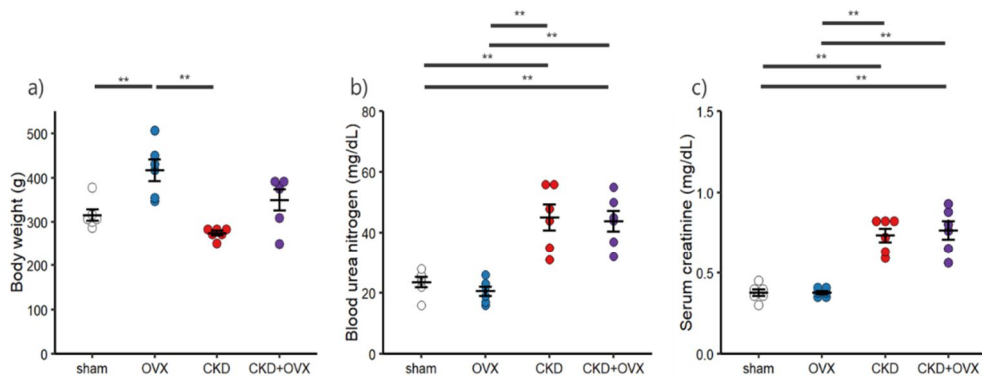 a)
**
**
Body weight (g)
500
400
300
200
100
0
sham OVX CKD CKD+OVX
b)
**
**
**
**
Blood urea nitrogen (mg/dL)
80
60
40
20
0
sham OVX CKD CKD+OVX
c)
**
**
**
**
Serum creatinine (mg/dL)
1.5
1.0
0.5
0.0
sham OVX CKD CKD+OVX